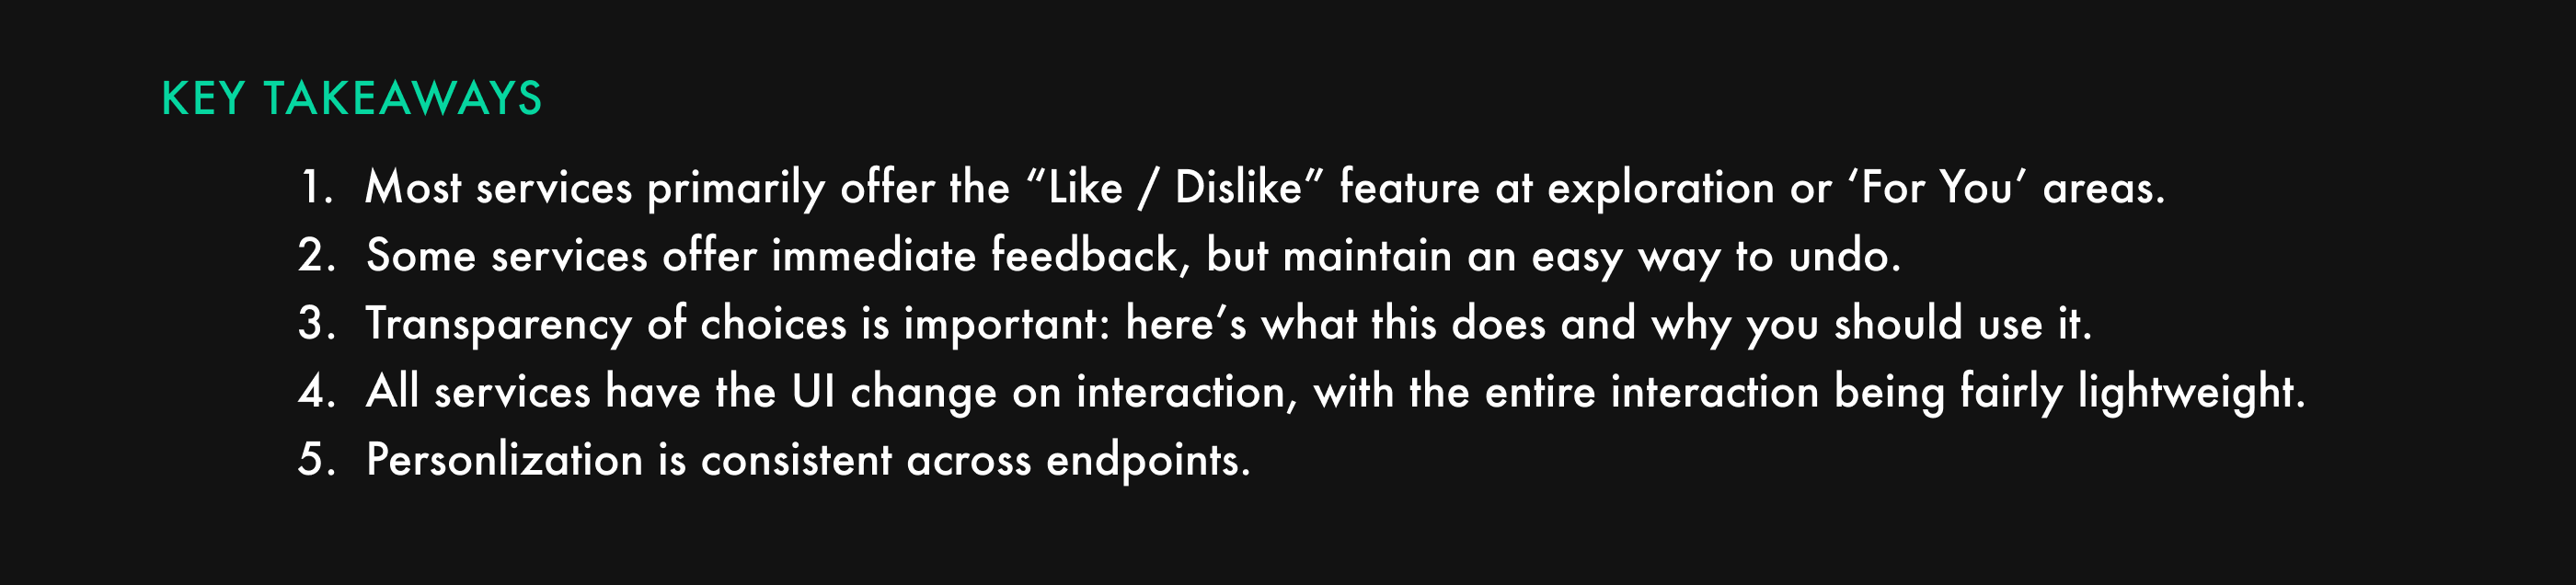 KEY TAKEAWAYS
1. Most services primarily offer the “Like / Dislike” feature at exploration or ‘For You’ areas.
2. Some services offer immediate feedback, but maintain an easy way to undo.
3. Transparency of choices is important: here’s what this does and why you should use it.
4. All services have the UI change on interaction, with the entire interaction being fairly lightweight.
5. Personlization is consistent across endpoints.